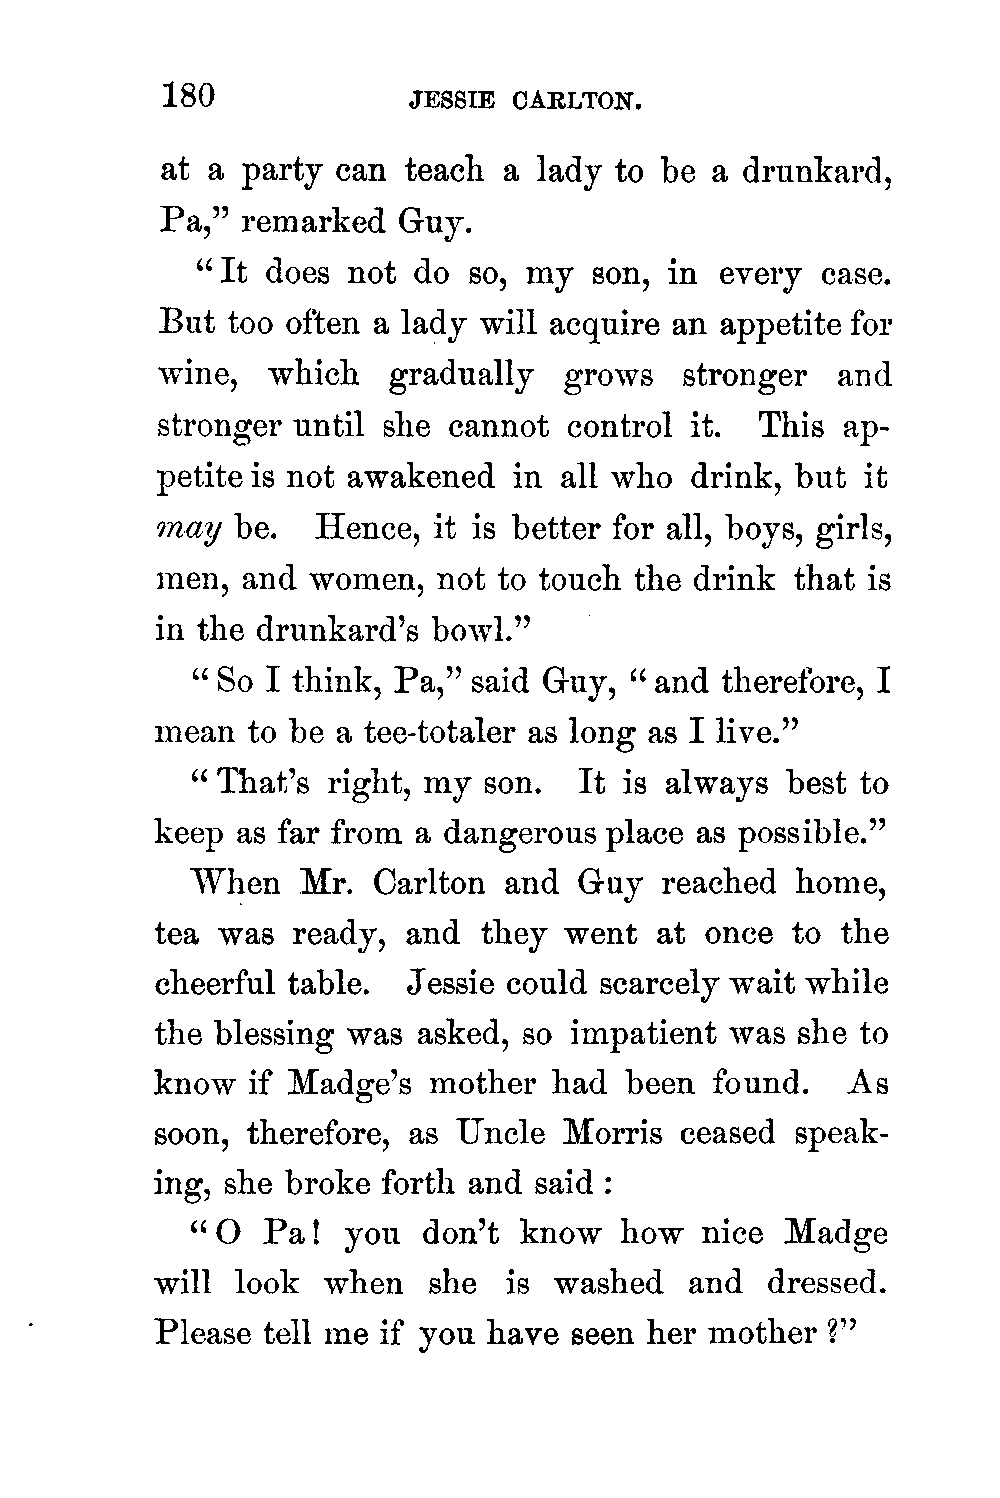 180 JESSIE CARLTON.
at a party can teach a lady to be a drunkard,
Pa,” remarked Guy.
“It does not do so, my son, in every case.
But too often a lady will acquire an appetite for
wine, which gradually grows stronger and
stronger until she cannot control it. This ap-
petite is not awakened in all who drink, but it
may be. Hence, it is better for all, boys, girls,
men, and women, not to touch the drink that is
in the drunkard’s bowl.”
“So I think, Pa,” said Guy, “and therefore, I
mean to be a tee-totaler as long as I live.”
“That’s right, my son. It is always best to
keep as far from a dangerous place as possible.”
When Mr. Carlton and Guy reached home,
tea was ready, and they went at once to the
cheerful table. Jessie could scarcely wait while
the blessing was asked, so impatient was she to
know if Madge’s mother had been found. As
soon, therefore, as Uncle Morris ceased speak-
ing, she broke forth and said :
“O Pa! you don’t know how nice Madge
will look when she is washed and dressed.
Please tell me if you have seen her mother ?”